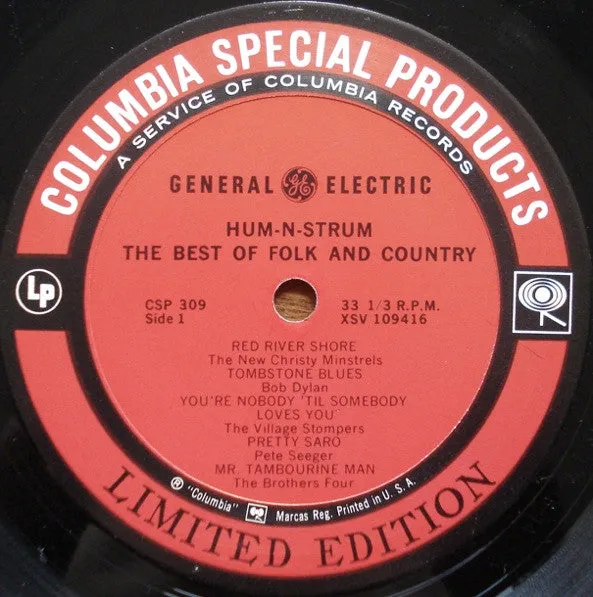 COLUMBIA SPECIAL PRODUCTS
A SERVICE OF COLUMBIA RECORDS
GENERAL GE ELECTRIC
HUM-N-STRUM
THE BEST OF FOLK AND COUNTRY
Lp
CSP 309 33 1/3 R.P.M.
Side 1 XSV 109416
RED RIVER SHORE
The New Christy Minstrels
TOMBSTONE BLUES
Bob Dylan
YOU'RE NOBODY 'TIL SOMEBODY
LOVES YOU
The Village Stompers
PRETTY SARO
Pete Seeger
MR. TAMBOURINE MAN
The Brothers Four
® "Columbia" Marcas Reg. Printed in U. S. A.
LIMITED EDITION